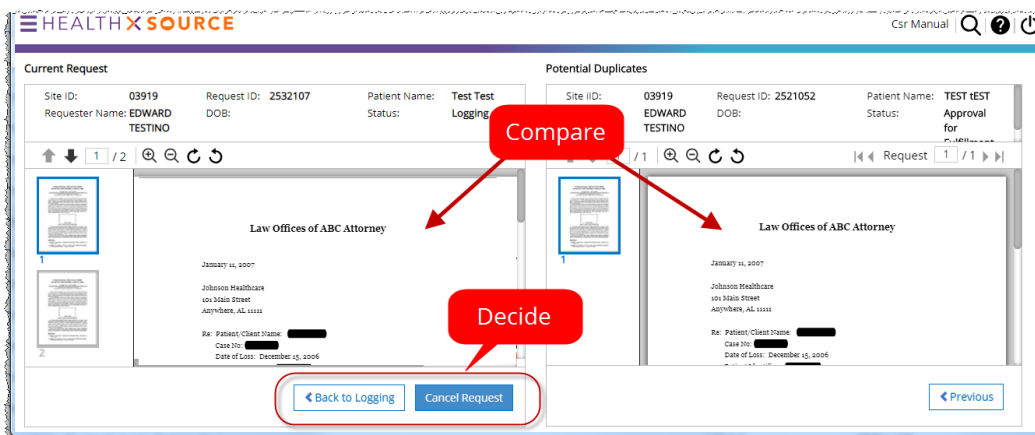 HEALTHXSOURCE
Csr Manual
Current Request
Site ID: 03919 Request ID: 2532107 Patient Name: Test Test
Requester Name: EDWARD TESTINO DOB: Status: Logging
1 / 2
Law Offices of ABC Attorney
January 11, 2007
Johnson Healthcare
101 Main Street
Anywhere, AL 11111
Re: Patient/Client Name:
Case No:
Date of Loss: December 15, 2006
1
2
Back to Logging
Cancel Request
Compare
Decide
Potential Duplicates
Site IID: 03919 Request ID: 2521052 Patient Name: TEST tEST
EDWARD TESTINO DOB: Status: Approval for Fulfillment
/ 1
Request 1 / 1
1
Law Offices of ABC Attorney
January 11, 2007
Johnson Healthcare
101 Main Street
Anywhere, AL 11111
Re: Patient/Client Name:
Case No:
Date of Loss: December 15, 2006
Previous